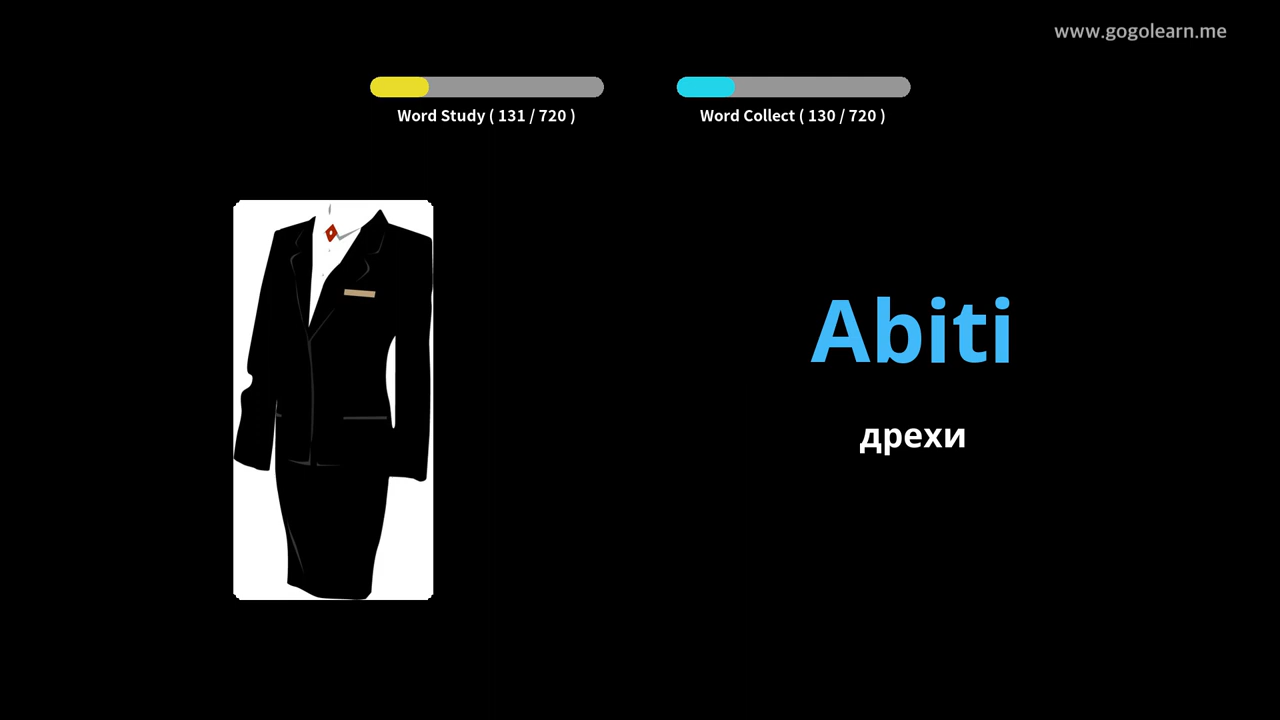 www.gogolearn.me
Word Study ( 131 / 720 )
Word Collect ( 130 / 720 )
Abiti
дрехи